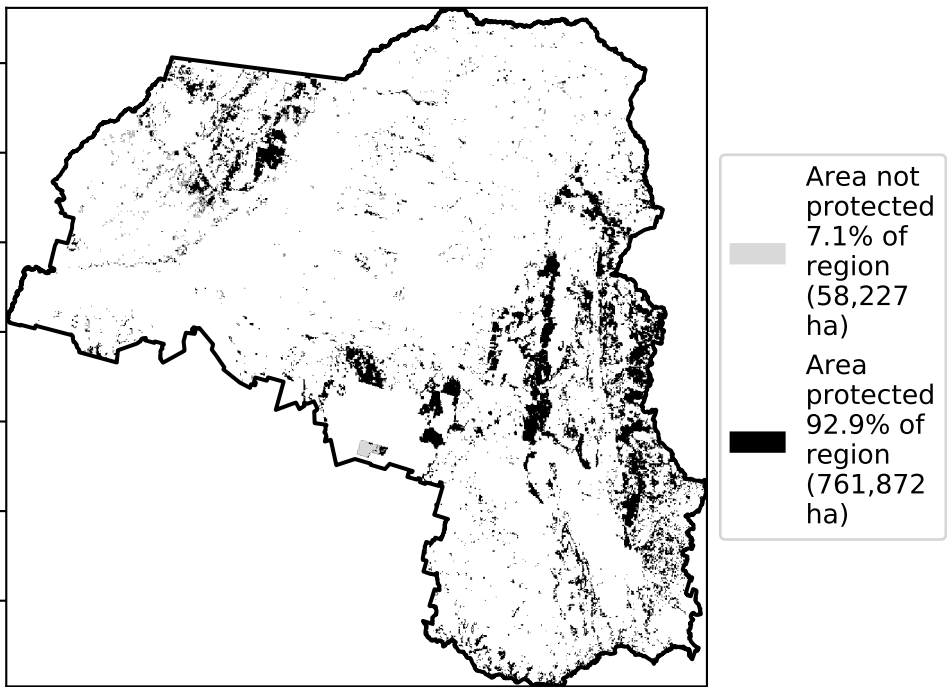 Area not
protected
7.1% of
region
(58,227
ha)
Area
protected
92.9% of
region
(761,872
ha)